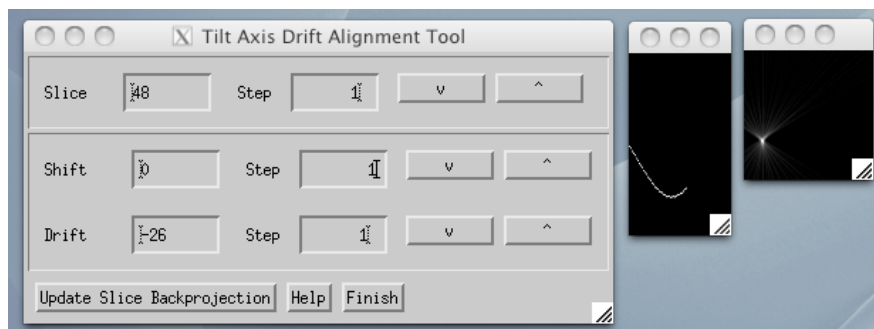 Tilt Axis Drift Alignment Tool
Slice 48 Step 1 v ^
Shift 0 Step 1 v ^
Drift -26 Step 1 v ^
Update Slice Backprojection Help Finish